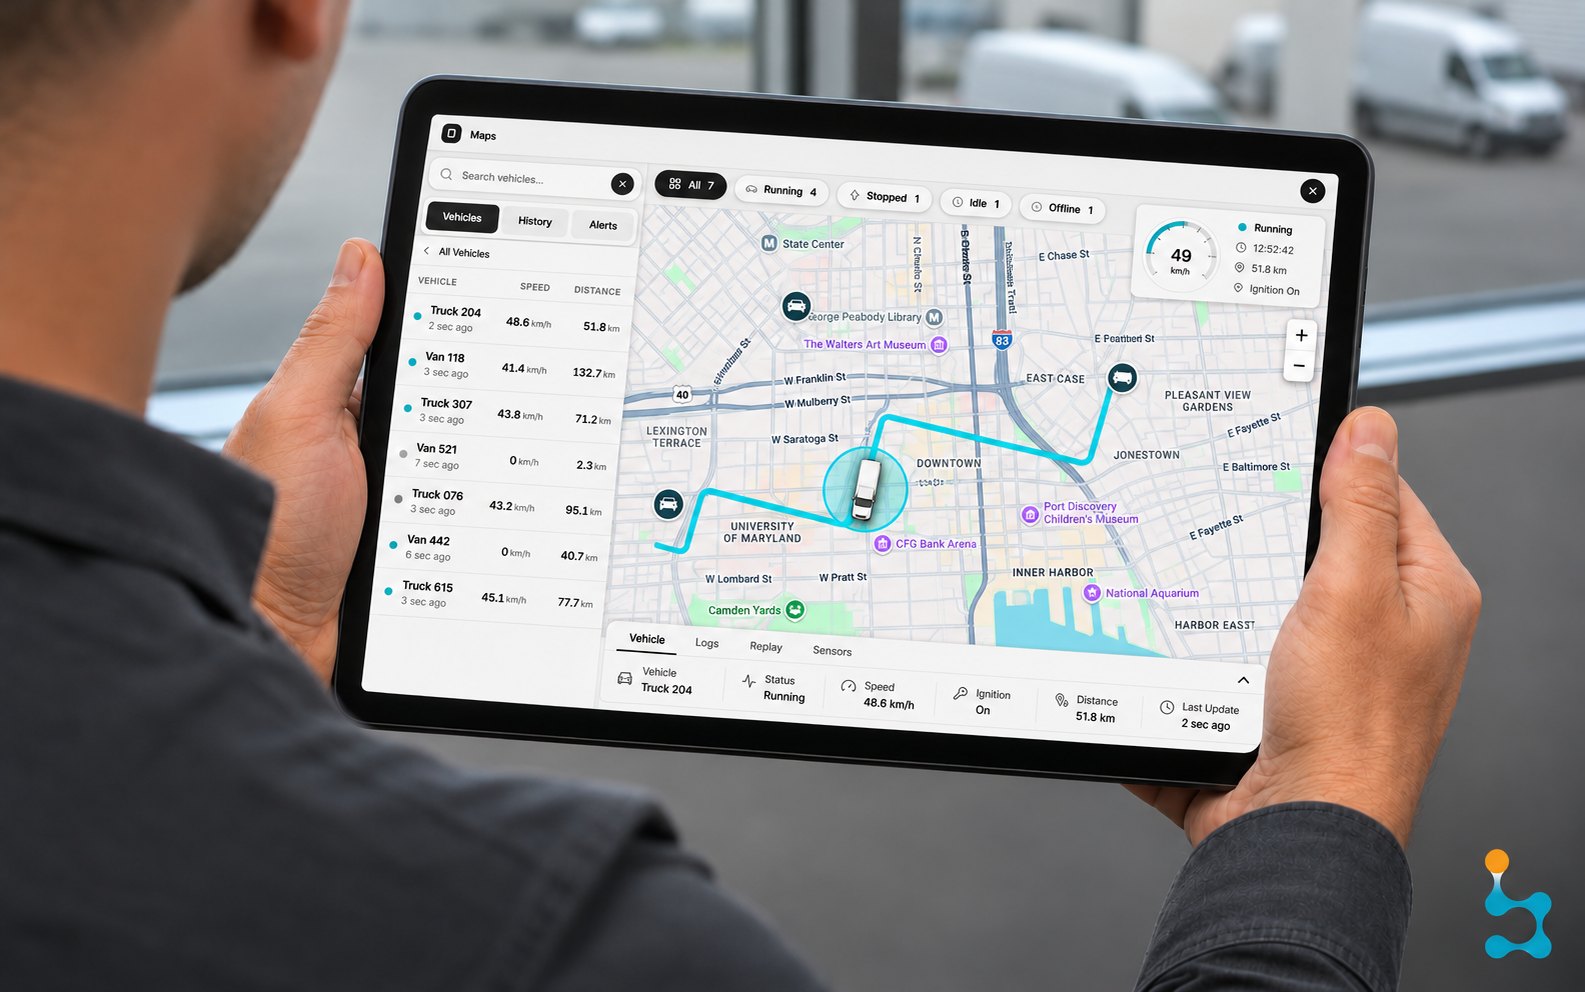 Maps
Search vehicles...
Vehicles
History
Alerts
All Vehicles
VEHICLE SPEED DISTANCE
Truck 204
2 sec ago
48.6 km/h
51.8 km
Van 118
3 sec ago
41.4 km/h
132.7 km
Truck 307
3 sec ago
43.8 km/h
71.2 km
Van 521
7 sec ago
0 km/h
2.3 km
Truck 076
3 sec ago
43.2 km/h
95.1 km
Van 442
6 sec ago
0 km/h
40.7 km
Truck 615
3 sec ago
45.1 km/h
77.7 km
All 7
Running 4
Stopped 1
Idle 1
Offline 1
49
km/h
Running
12:52:42
51.8 km
Ignition On
+
−
State Center
E Chase St
eorge Peabody Library
The Walters Art Museum
83
40
W Franklin St
W Mulberry St
EAST CASE
PLEASANT VIEW
GARDENS
LEXINGTON
TERRACE
W Saratoga St
DOWNTOWN
JONESTOWN
E Fayette St
E Baltimore St
Port Discovery
Children's Museum
E Fayette St
UNIVERSITY
OF MARYLAND
CFG Bank Arena
W Lombard St
W Pratt St
INNER HARBOR
National Aquarium
Camden Yards
Vehicle
Logs
Replay
Sensors
Vehicle
Truck 204
Status
Running
Speed
48.6 km/h
Ignition
On
Distance
51.8 km
Last Update
2 sec ago